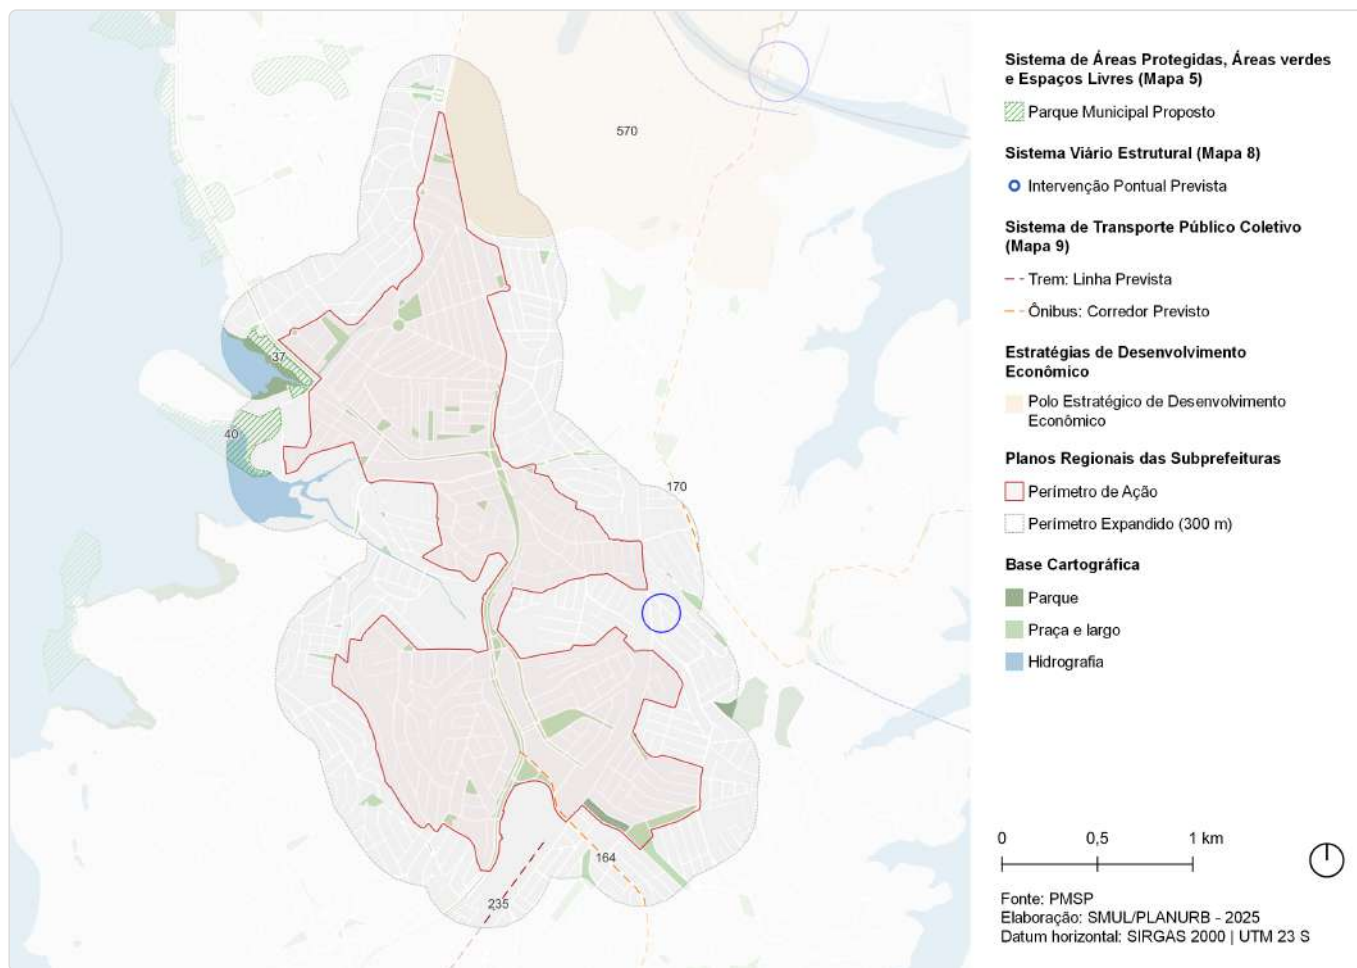 570
37
40
170
164
235
Sistema de Áreas Protegidas, Áreas verdes
e Espaços Livres (Mapa 5)
Parque Municipal Proposto
Sistema Viário Estrutural (Mapa 8)
Intervenção Pontual Prevista
Sistema de Transporte Público Coletivo
(Mapa 9)
Trem: Linha Prevista
Ônibus: Corredor Previsto
Estratégias de Desenvolvimento
Econômico
Polo Estratégico de Desenvolvimento
Econômico
Planos Regionais das Subprefeituras
Perímetro de Ação
Perímetro Expandido (300 m)
Base Cartográfica
Parque
Praça e largo
Hidrografia
0 0,5 1 km
Fonte: PMSP
Elaboração: SMUL/PLANURB - 2025
Datum horizontal: SIRGAS 2000 | UTM 23 S